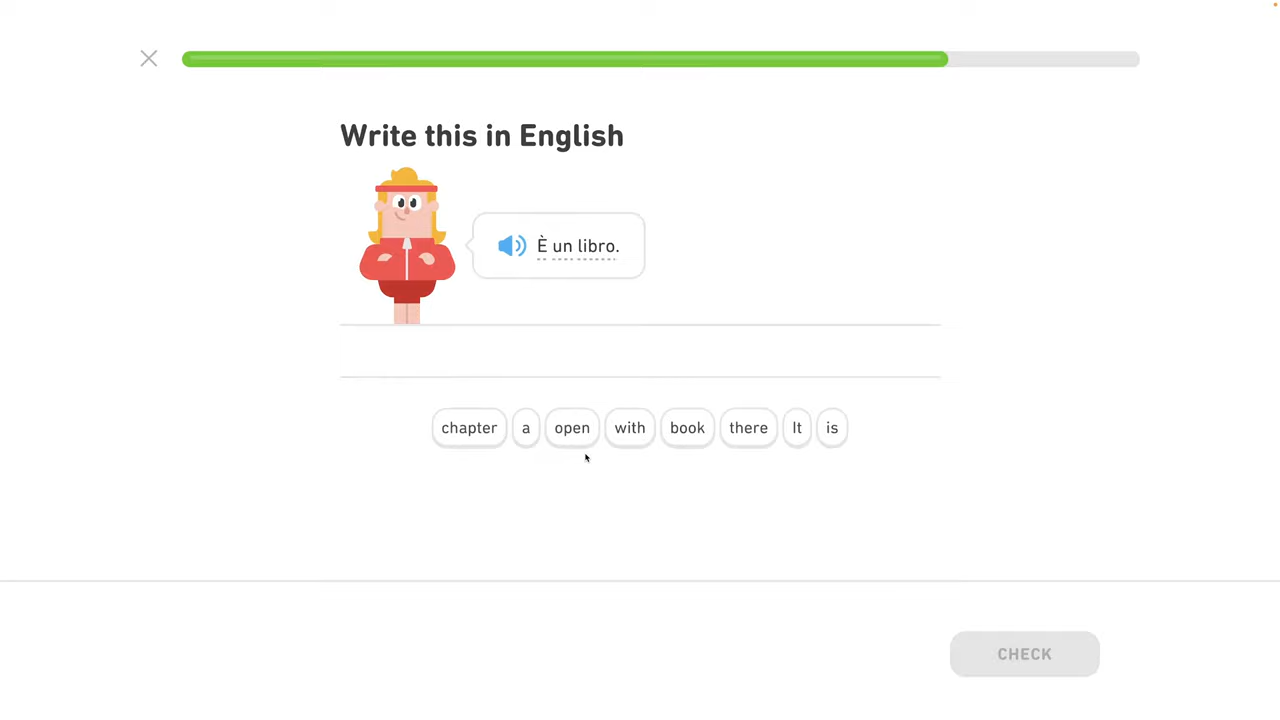 Write this in English
È un libro.
chapter a open with book there It is
CHECK